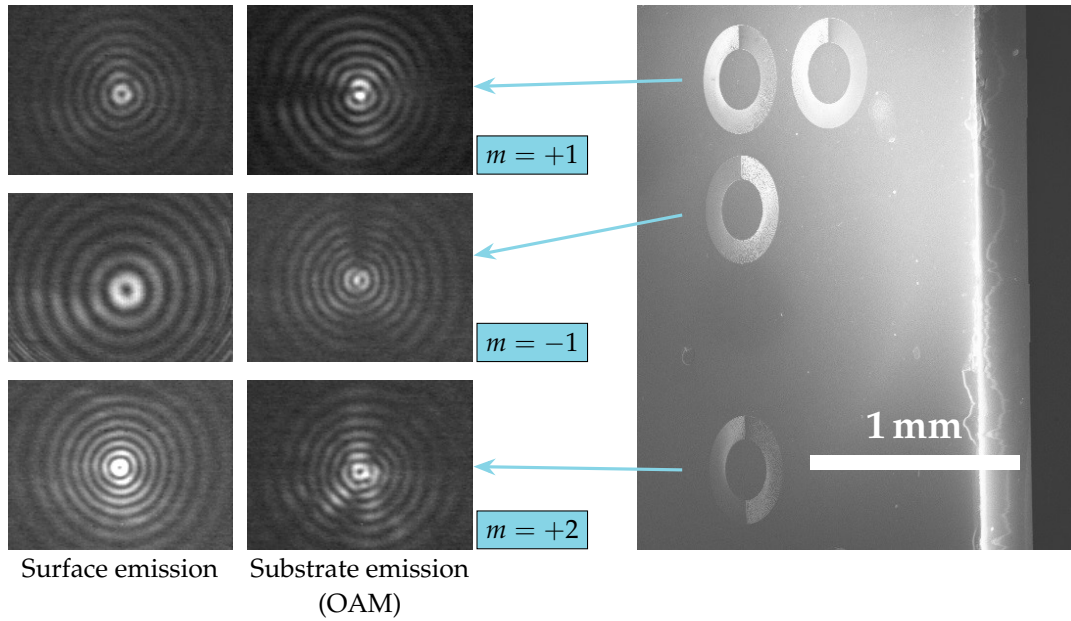 m = +1
m = −1
1 mm
m = +2
Surface emission
Substrate emission
(OAM)